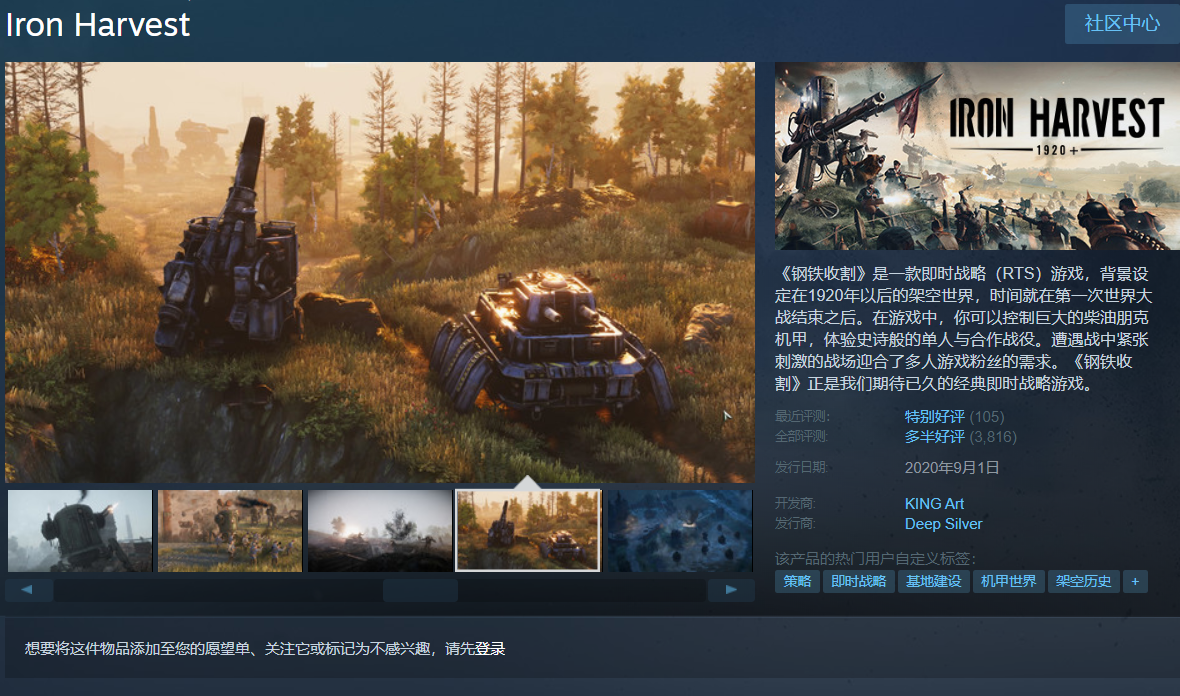 Iron Harvest
社区中心
IRON HARVEST
1920+
《钢铁收割》是一款即时战略（RTS）游戏，背景设
定在1920年以后的架空世界，时间就在第一次世界大
战结束之后。在游戏中，你可以控制巨大的柴油朋克
机甲，体验史诗般的单人与合作战役。遭遇战中紧张
刺激的战场迎合了多人游戏粉丝的需求。《钢铁收
割》正是我们期待已久的经典即时战略游戏。
最近评测: 特别好评 (105)
全部评测: 多半好评 (3,816)
发行日期: 2020年9月1日
开发商: KING Art
发行商: Deep Silver
该产品的热门用户自定义标签:
策略 即时战略 基地建设 机甲世界 架空历史 +
想要将这件物品添加至您的愿望单、关注它或标记为不感兴趣，请先登录